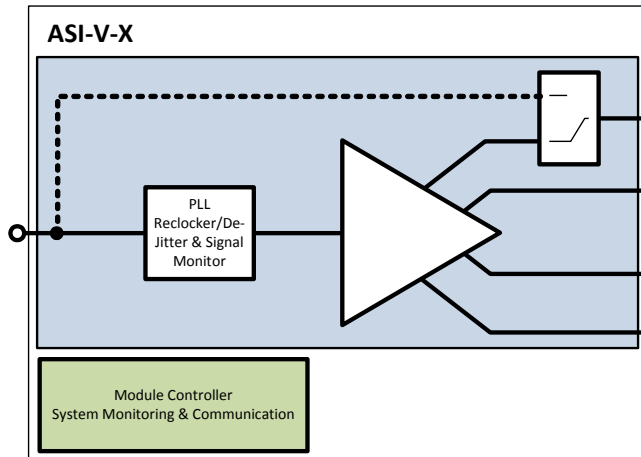 ASI-V-X
PLL
Reclocker/De-
Jitter & Signal
Monitor
Module Controller
System Monitoring & Communication